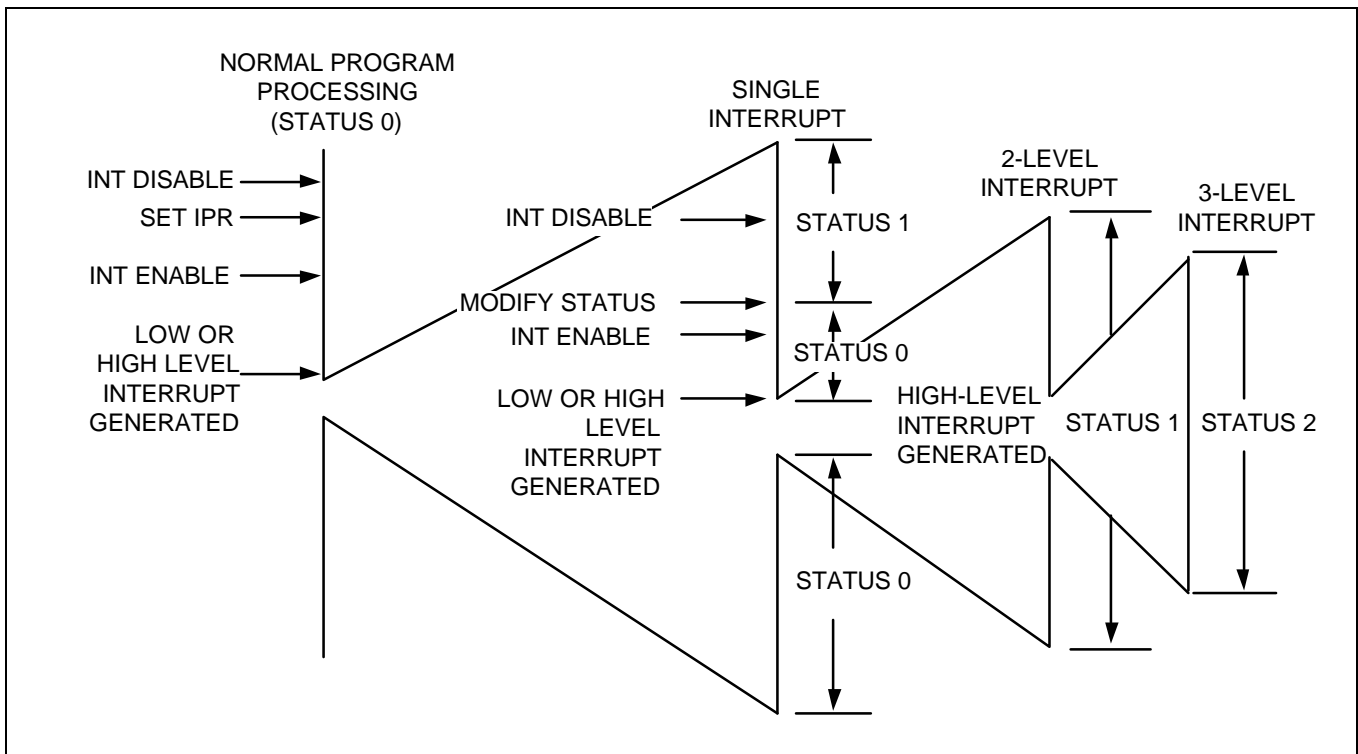 NORMAL PROGRAM
PROCESSING
(STATUS 0)
INT DISABLE
SET IPR
INT ENABLE
LOW OR
HIGH LEVEL
INTERRUPT
GENERATED
SINGLE
INTERRUPT
INT DISABLE
STATUS 1
MODIFY STATUS
INT ENABLE
STATUS 0
LOW OR HIGH
LEVEL
INTERRUPT
GENERATED
STATUS 0
2-LEVEL
INTERRUPT
HIGH-LEVEL
INTERRUPT
GENERATED
STATUS 1
3-LEVEL
INTERRUPT
STATUS 2